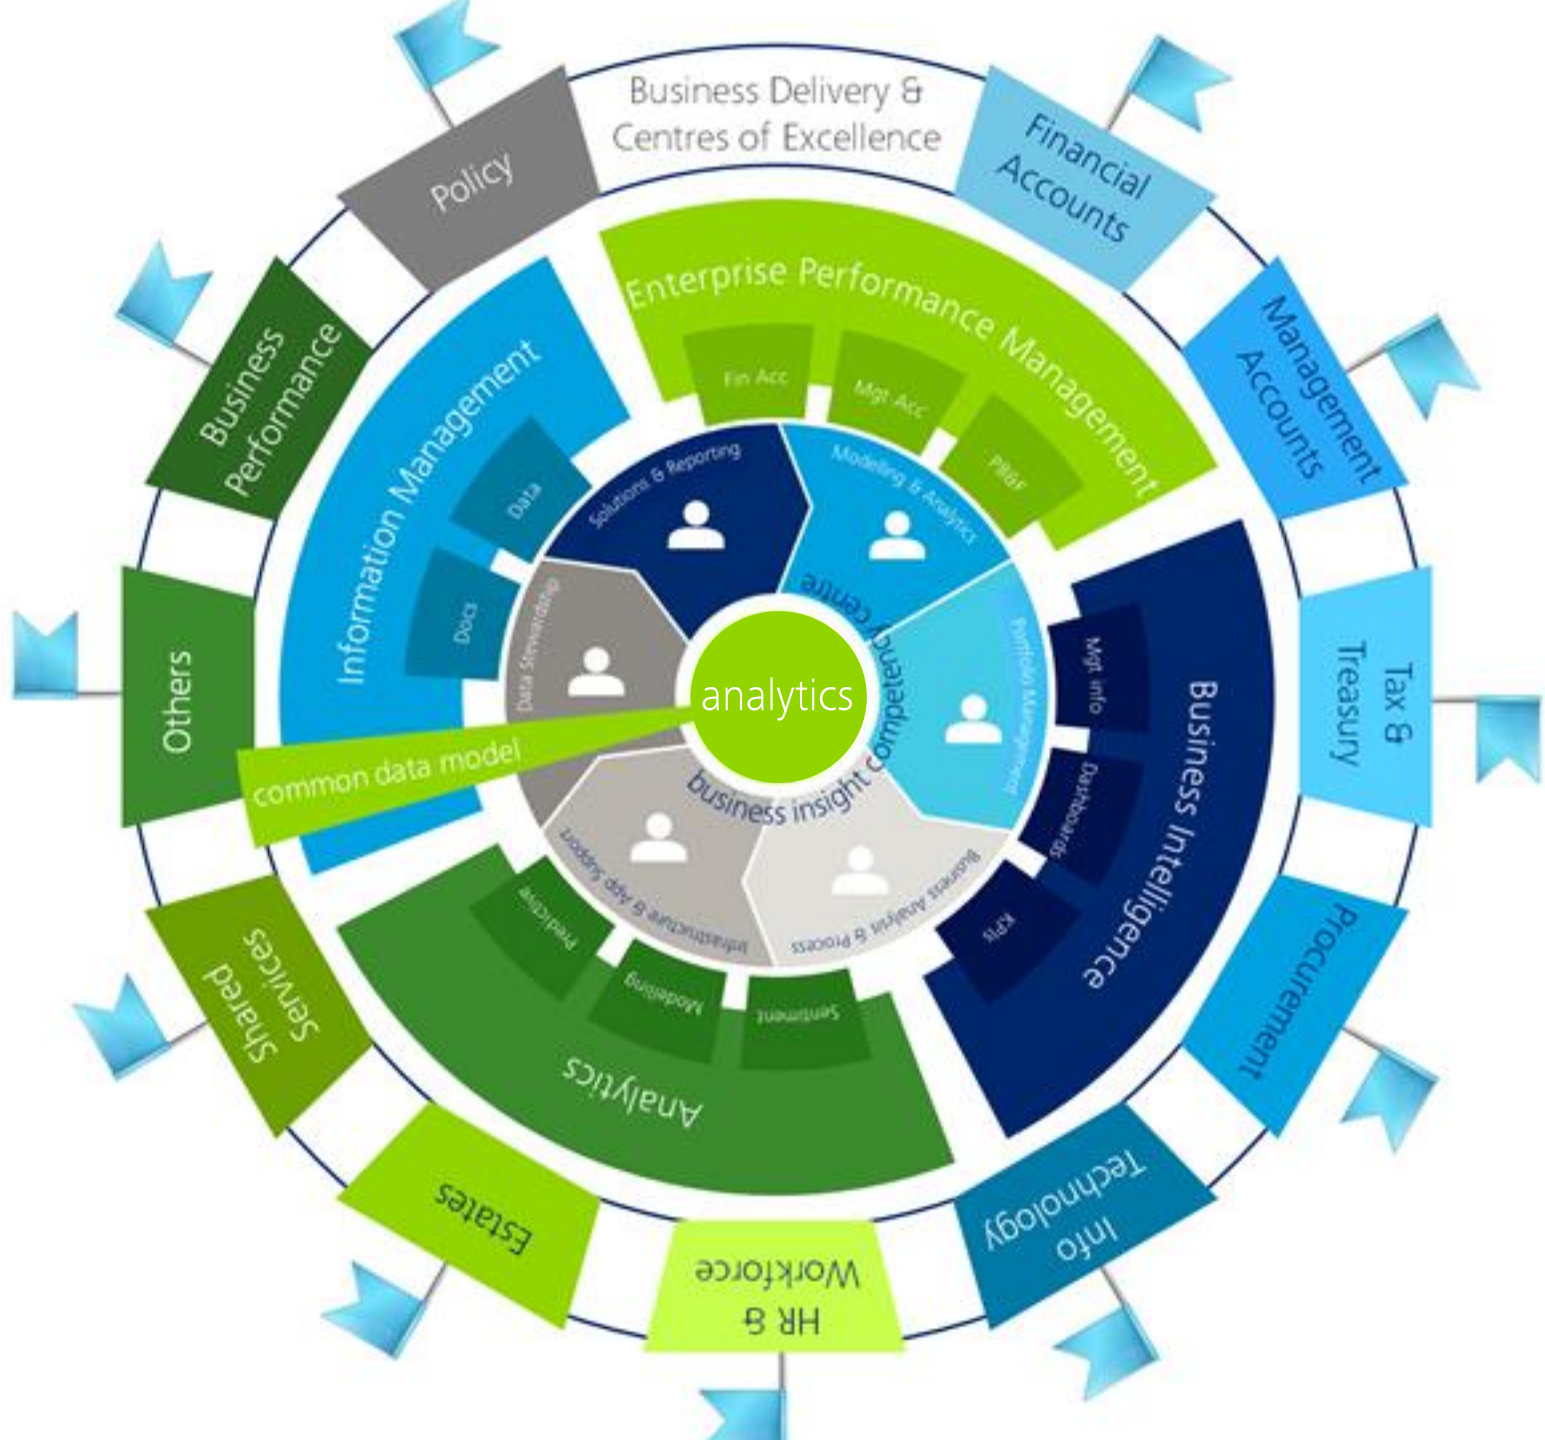 Business Delivery &
Centres of Excellence
Financial
Accounts
Management
Accounts
Tax &
Treasury
Procurement
Info
Technology
HR &
Workforce
Estates
Shared
Services
Others
Business
Performance
Policy
Enterprise Performance Management
Fin Acc
Mgt Acc
PB&F
Business Intelligence
Mgt info
Dashboards
KPIs
Analytics
Sentiment
Modelling
Predictive
Information Management
Docs
Data
common data model
Solutions & Reporting
Modelling & Analytics
Portfolio Management
Business Analysis & Process
Infrastructure & App Support
Data Stewardship
business insight competency centre
analytics